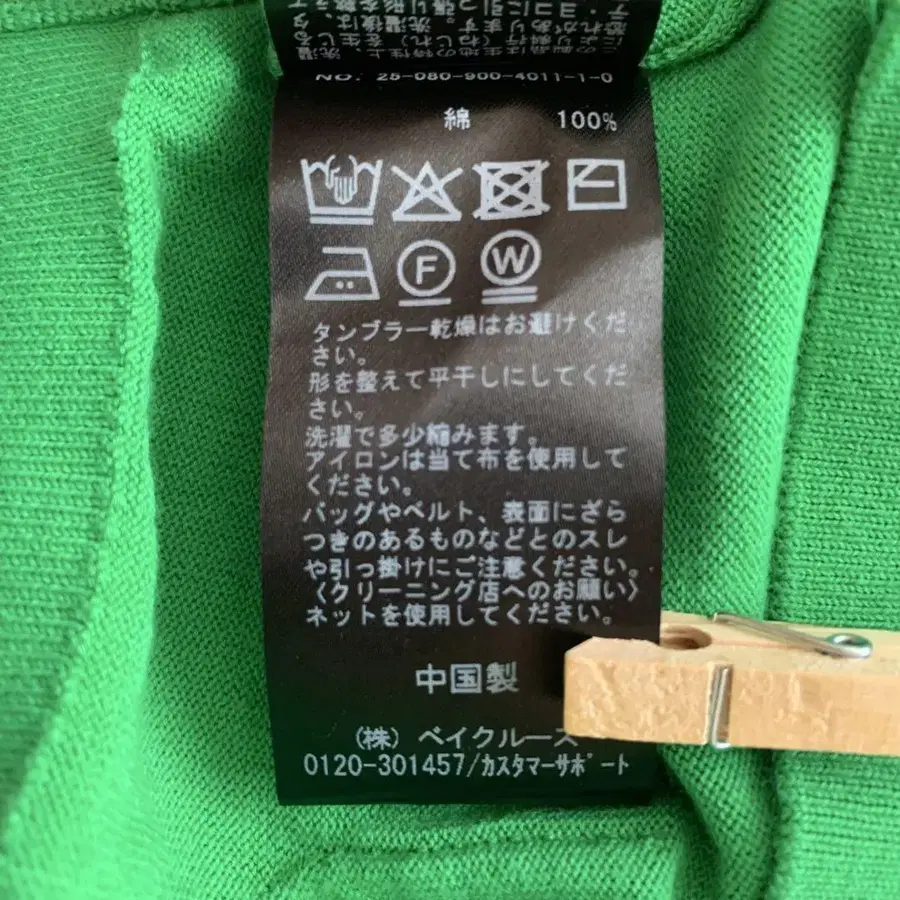 NO. 25-080-900-4011-1-0
綿 100%
F W
タンブラー乾燥はお避けくだ
さい。
形を整えて平干しにしてくだ
さい。
洗濯で多少縮みます。
アイロンは当て布を使用して
ください。
バッグやベルト、表面にざら
つきのあるものなどとのスレ
や引っ掛けにご注意ください。
〈クリーニング店へのお願い〉
ネットを使用してください。
中国製
(株) ベイクルーズ
0120-301457/ｶｽﾀﾏｰｻﾎﾟｰﾄ